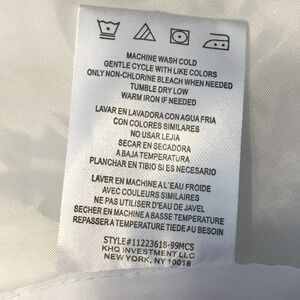 MACHINE WASH COLD
GENTLE CYCLE WITH LIKE COLORS
ONLY NON-CHLORINE BLEACH WHEN NEEDED
TUMBLE DRY LOW
WARM IRON IF NEEDED
LAVAR EN LAVADORA CON AGUA FRIA
CON COLORES SIMILARES
NO USAR LEJIA
SECAR EN SECADORA
A BAJA TEMPERATURA
PLANCHAR EN TIBIO SI ES NECESARIO
LAVER EN MACHINE A L'EAU FROIDE
AVEC COULEURS SIMILAIRES
NE PAS UTILISER D'EAU DE JAVEL
SECHER EN MACHINE A BASSE TEMPERATURE
REPASSER A TEMPERATURE TIEDE AU BESOIN
STYLE#11223618-99MCS
KHQ INVESTMENT LLC
NEW YORK, NY 10018